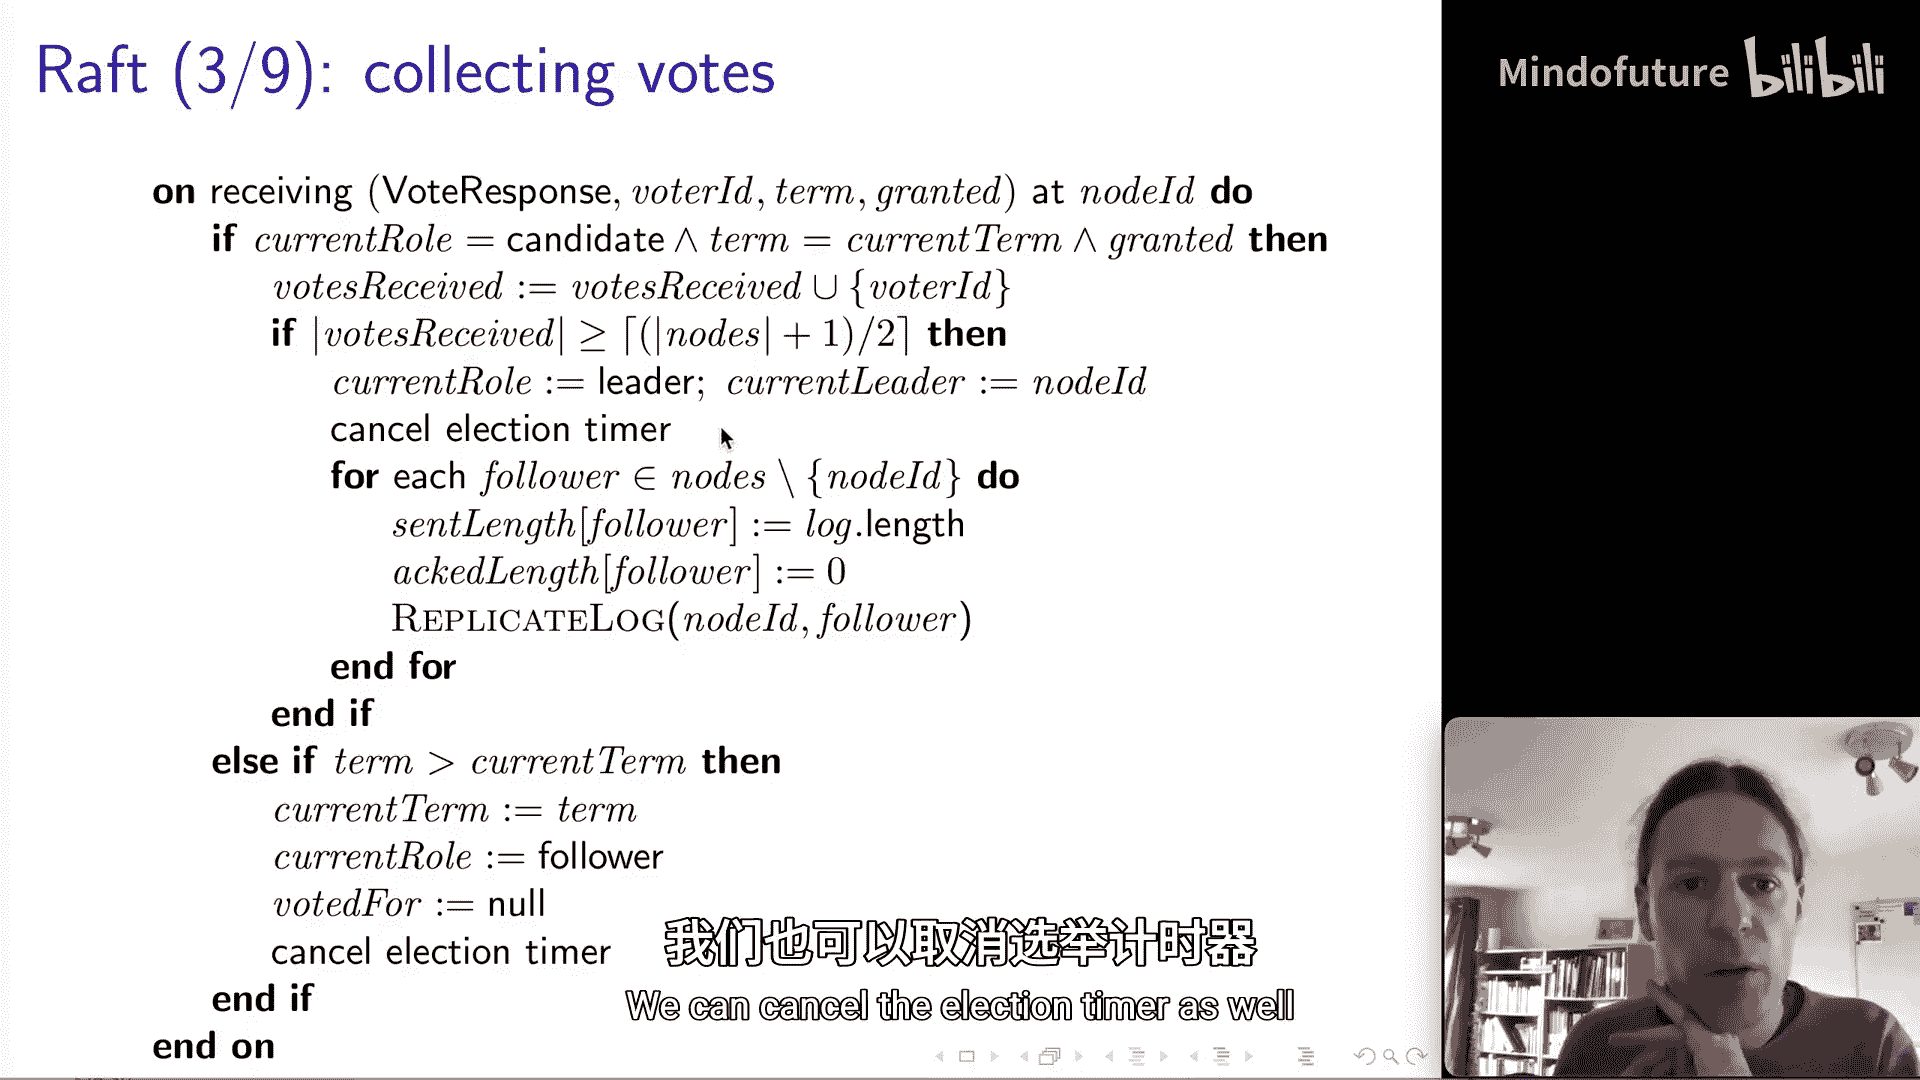 Raft (3/9): collecting votes
Mindofuture bilibili
on receiving (VoteResponse, voterId, term, granted) at nodeId do
if currentRole = candidate ∧ term = currentTerm ∧ granted then
votesReceived := votesReceived ∪ {voterId}
if |votesReceived| ≥ ⌈(|nodes| + 1)/2⌉ then
currentRole := leader; currentLeader := nodeId
cancel election timer
for each follower ∈ nodes \ {nodeId} do
sentLength[follower] := log.length
ackedLength[follower] := 0
REPLICATELOG(nodeId, follower)
end for
end if
else if term > currentTerm then
currentTerm := term
currentRole := follower
votedFor := null
cancel election timer
end if
end on
我们也可以取消选举计时器
We can cancel the election timer as well